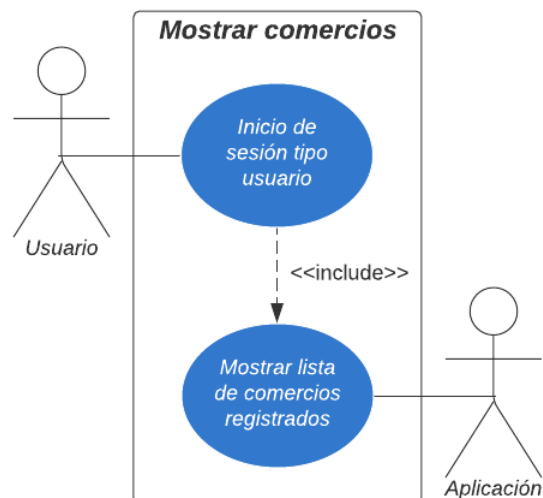 Mostrar comercios
Inicio de
sesión tipo
usuario
Usuario
<<include>>
Mostrar lista
de comercios
registrados
Aplicación